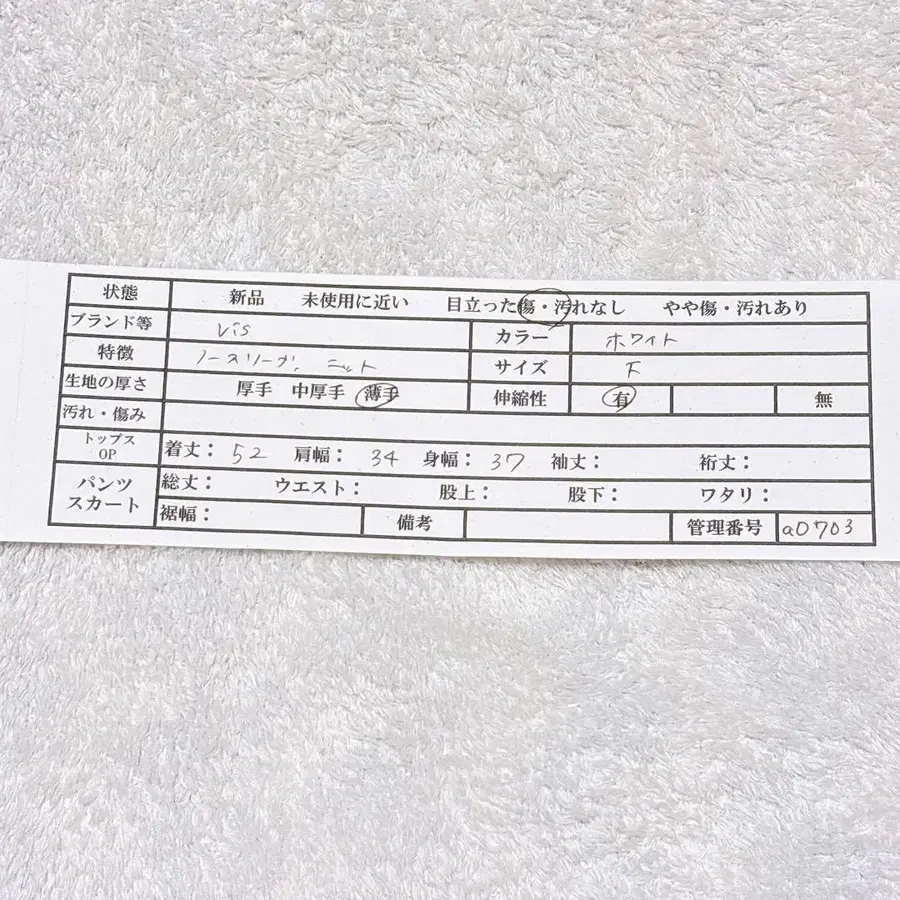 状態 新品 未使用に近い 目立った傷・汚れなし やや傷・汚れあり
ブランド等 Vis カラー ホワイト
特徴 ノースリーブ、ニット サイズ F
生地の厚さ 厚手 中厚手 薄手 伸縮性 有 無
汚れ・傷み
トップス OP 着丈: 52 肩幅: 34 身幅: 37 袖丈: 裄丈:
パンツ スカート 総丈: ウエスト: 股上: 股下: ワタリ:
裾幅: 備考 管理番号 a0703